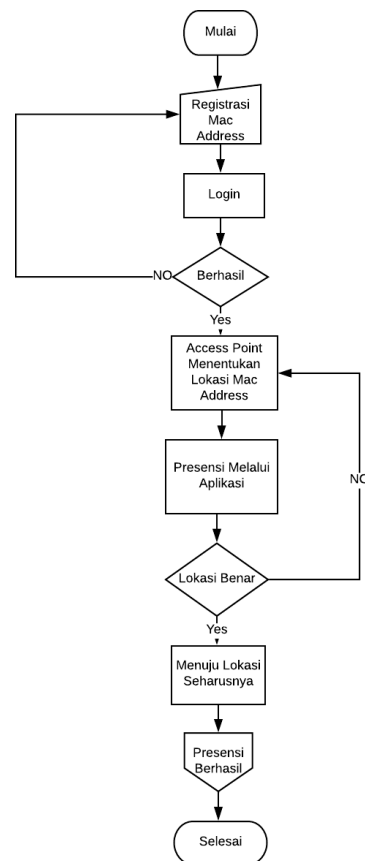 Mulai
Registrasi
Mac
Address
Login
NO
Berhasil
Yes
Access Point
Menentukan
Lokasi Mac
Address
Presensi Melalui
Aplikasi
NO
Lokasi Benar
Yes
Menuju Lokasi
Seharusnya
Presensi
Berhasil
Selesai